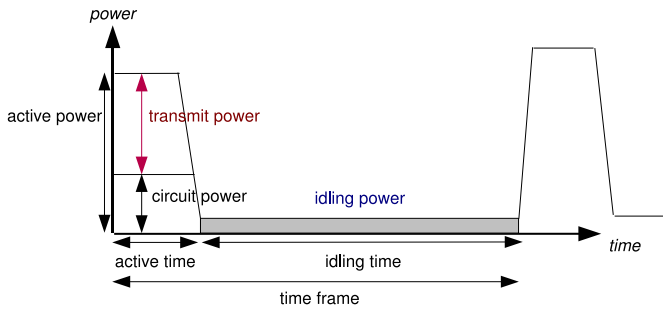 power
active power
transmit power
circuit power
idling power
time
active time
idling time
time frame